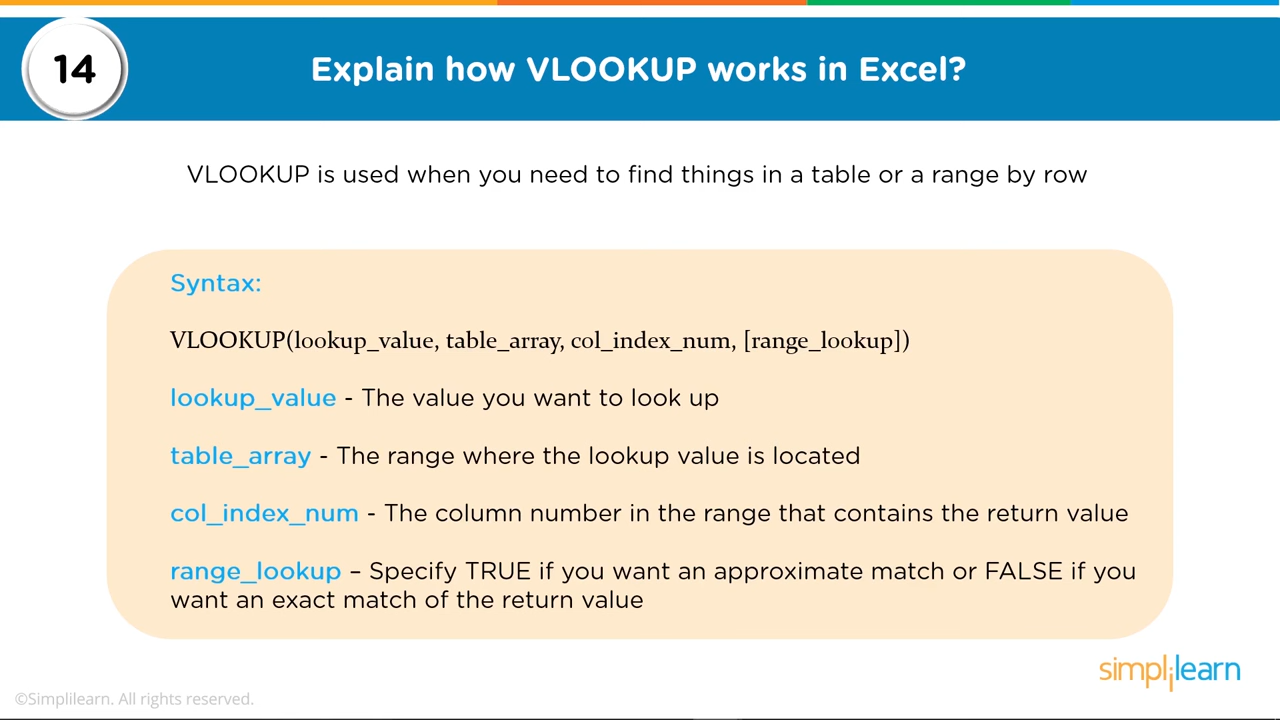 14
Explain how VLOOKUP works in Excel?
VLOOKUP is used when you need to find things in a table or a range by row
Syntax:
VLOOKUP(lookup_value, table_array, col_index_num, [range_lookup])
lookup_value - The value you want to look up
table_array - The range where the lookup value is located
col_index_num - The column number in the range that contains the return value
range_lookup – Specify TRUE if you want an approximate match or FALSE if you
want an exact match of the return value
simplilearn
©Simplilearn. All rights reserved.